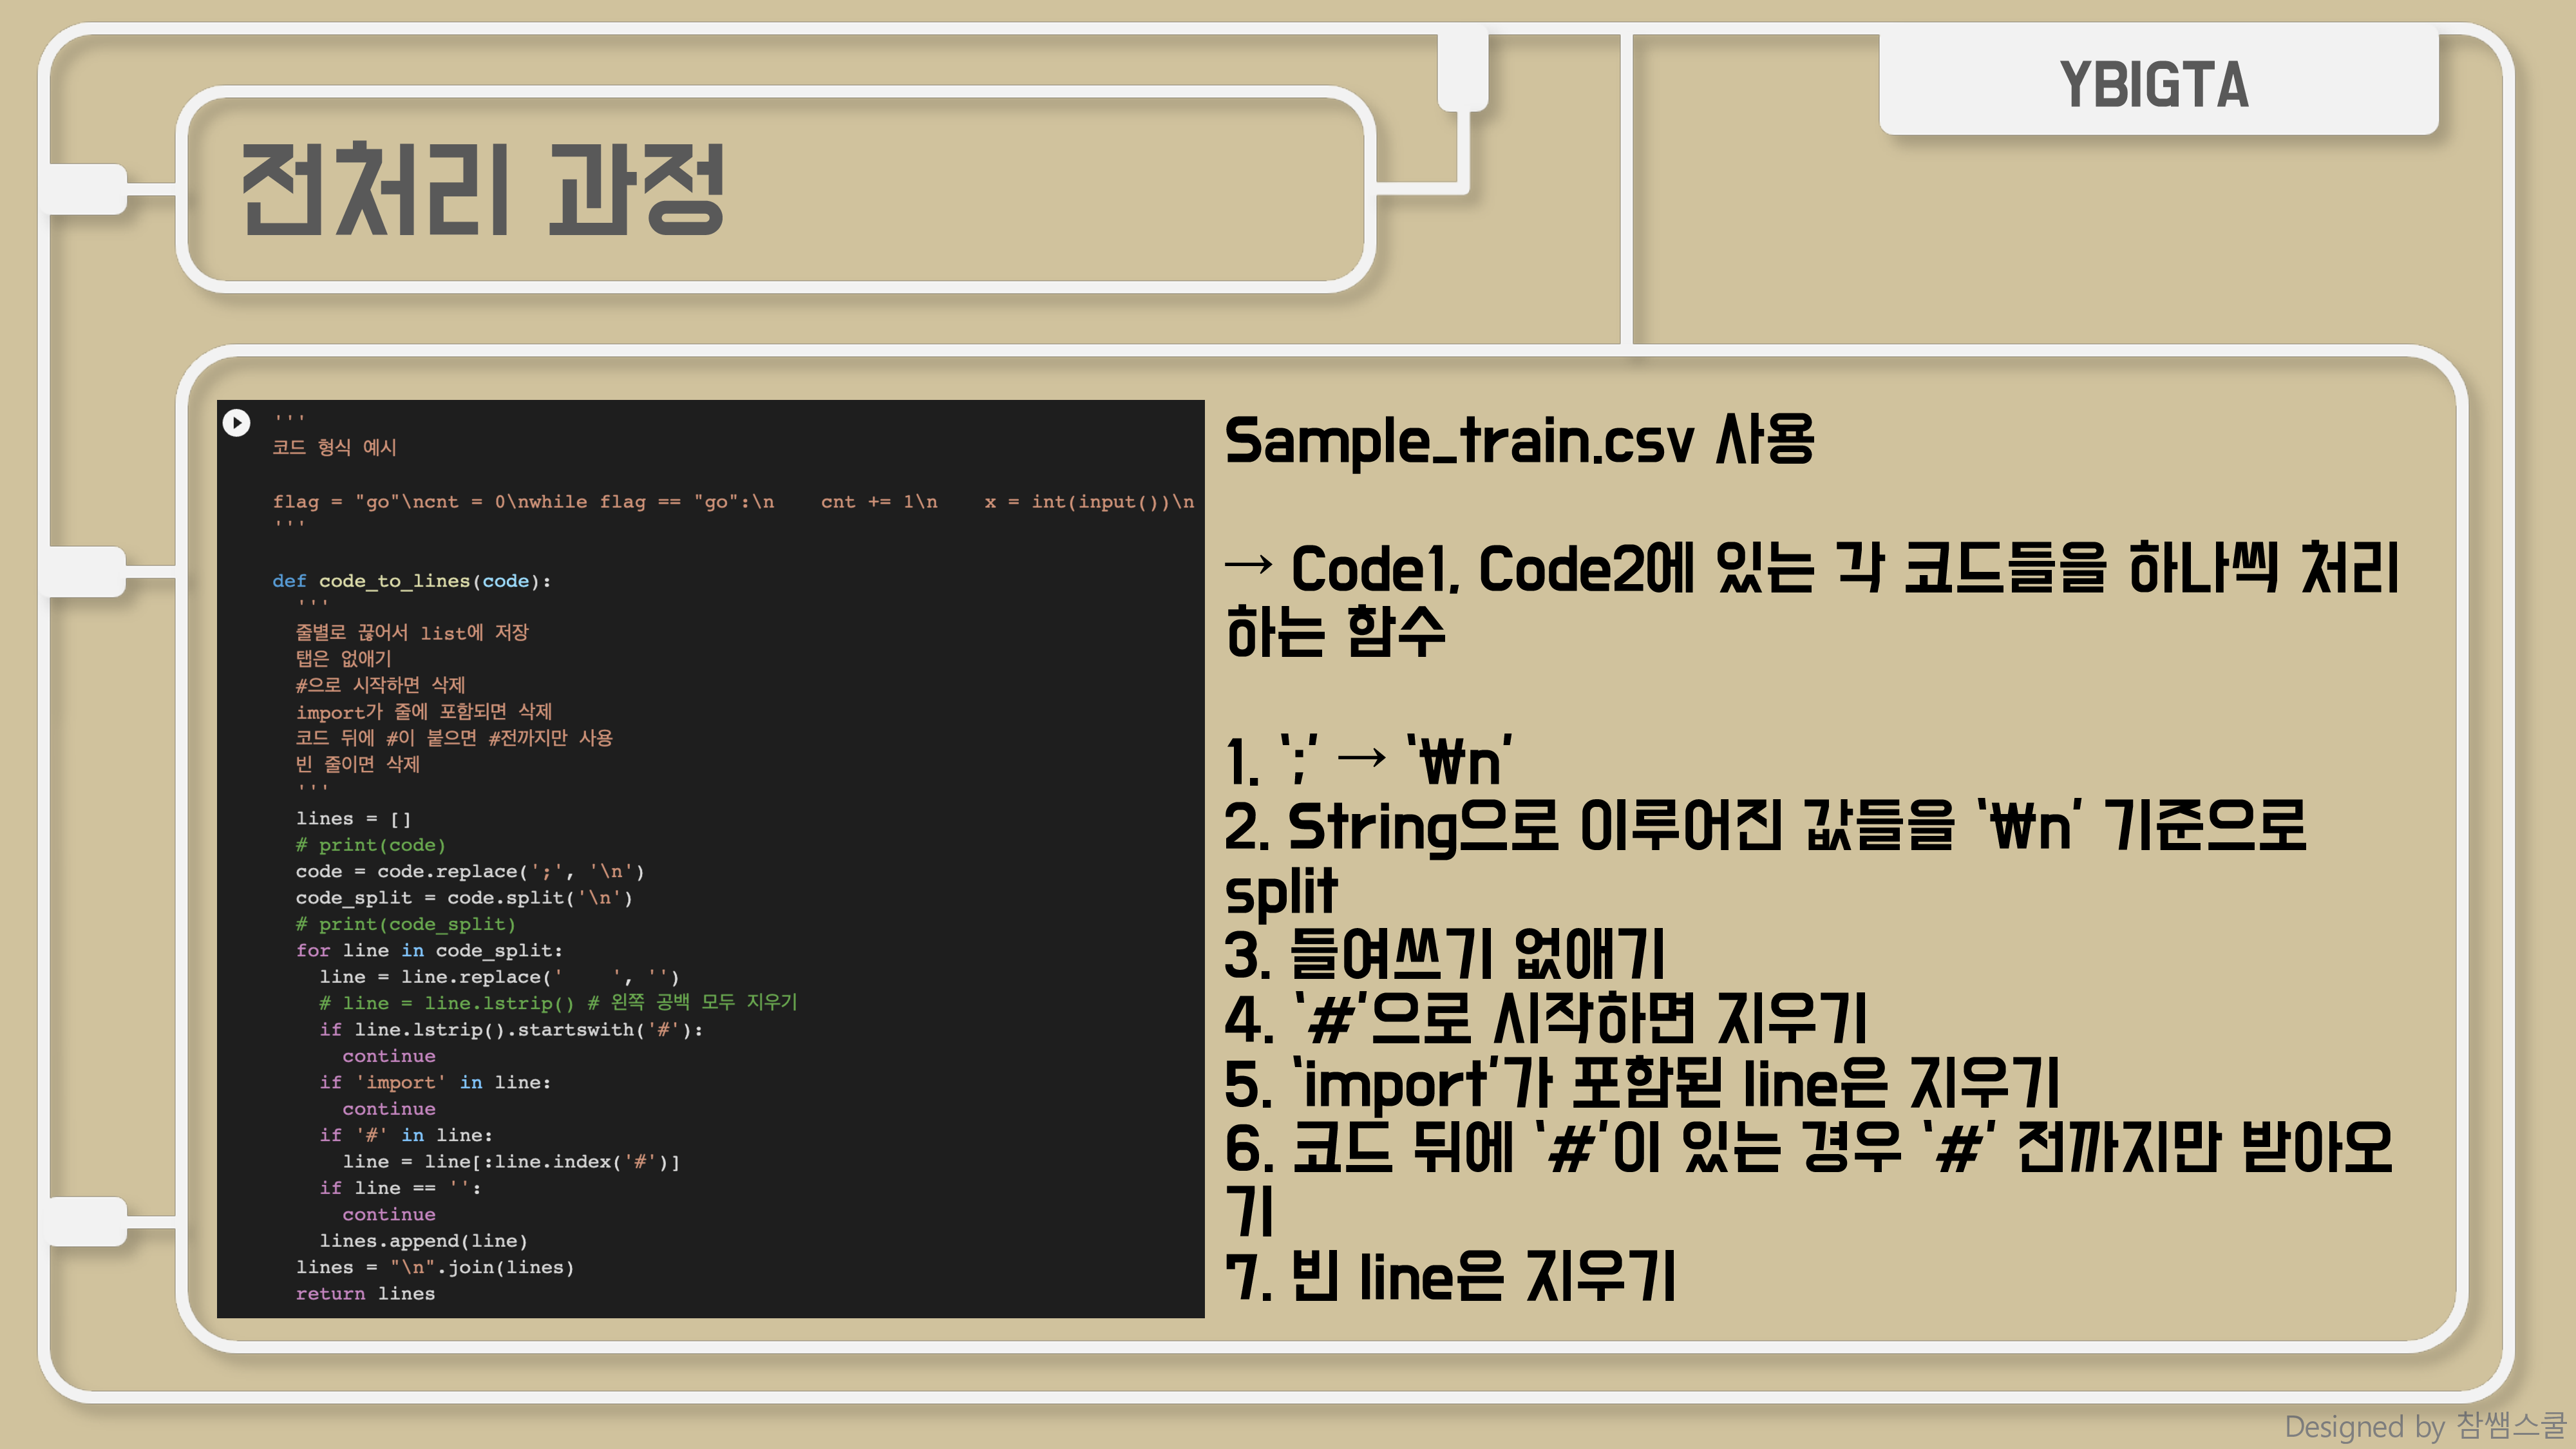 YBIGTA
전처리 과정
'''
코드 형식 예시
flag = "go"\ncnt = 0\nwhile flag == "go":\n    cnt += 1\n    x = int(input())\n
'''
def code_to_lines(code):
  '''
  줄별로 끊어서 list에 저장
  탭은 없애기
  #으로 시작하면 삭제
  import가 줄에 포함되면 삭제
  코드 뒤에 #이 붙으면 #전까지만 사용
  빈 줄이면 삭제
  '''
  lines = []
  # print(code)
  code = code.replace(';', '\n')
  code_split = code.split('\n')
  # print(code_split)
  for line in code_split:
    line = line.replace('    ', '')
    # line = line.lstrip() # 왼쪽 공백 모두 지우기
    if line.lstrip().startswith('#'):
      continue
    if 'import' in line:
      continue
    if '#' in line:
      line = line[:line.index('#')]
    if line == '':
      continue
    lines.append(line)
  lines = "\n".join(lines)
  return lines
Sample_train.csv 사용
→ Code1, Code2에 있는 각 코드들을 하나씩 처리
하는 함수
1. ‘;’ → ‘₩n’
2. String으로 이루어진 값들을 ‘₩n’ 기준으로
split
3. 들여쓰기 없애기
4. ‘#’으로 시작하면 지우기
5. ‘import’가 포함된 line은 지우기
6. 코드 뒤에 ‘#’이 있는 경우 ‘#’ 전까지만 받아오
기
7. 빈 line은 지우기
Designed by 참쌤스쿨